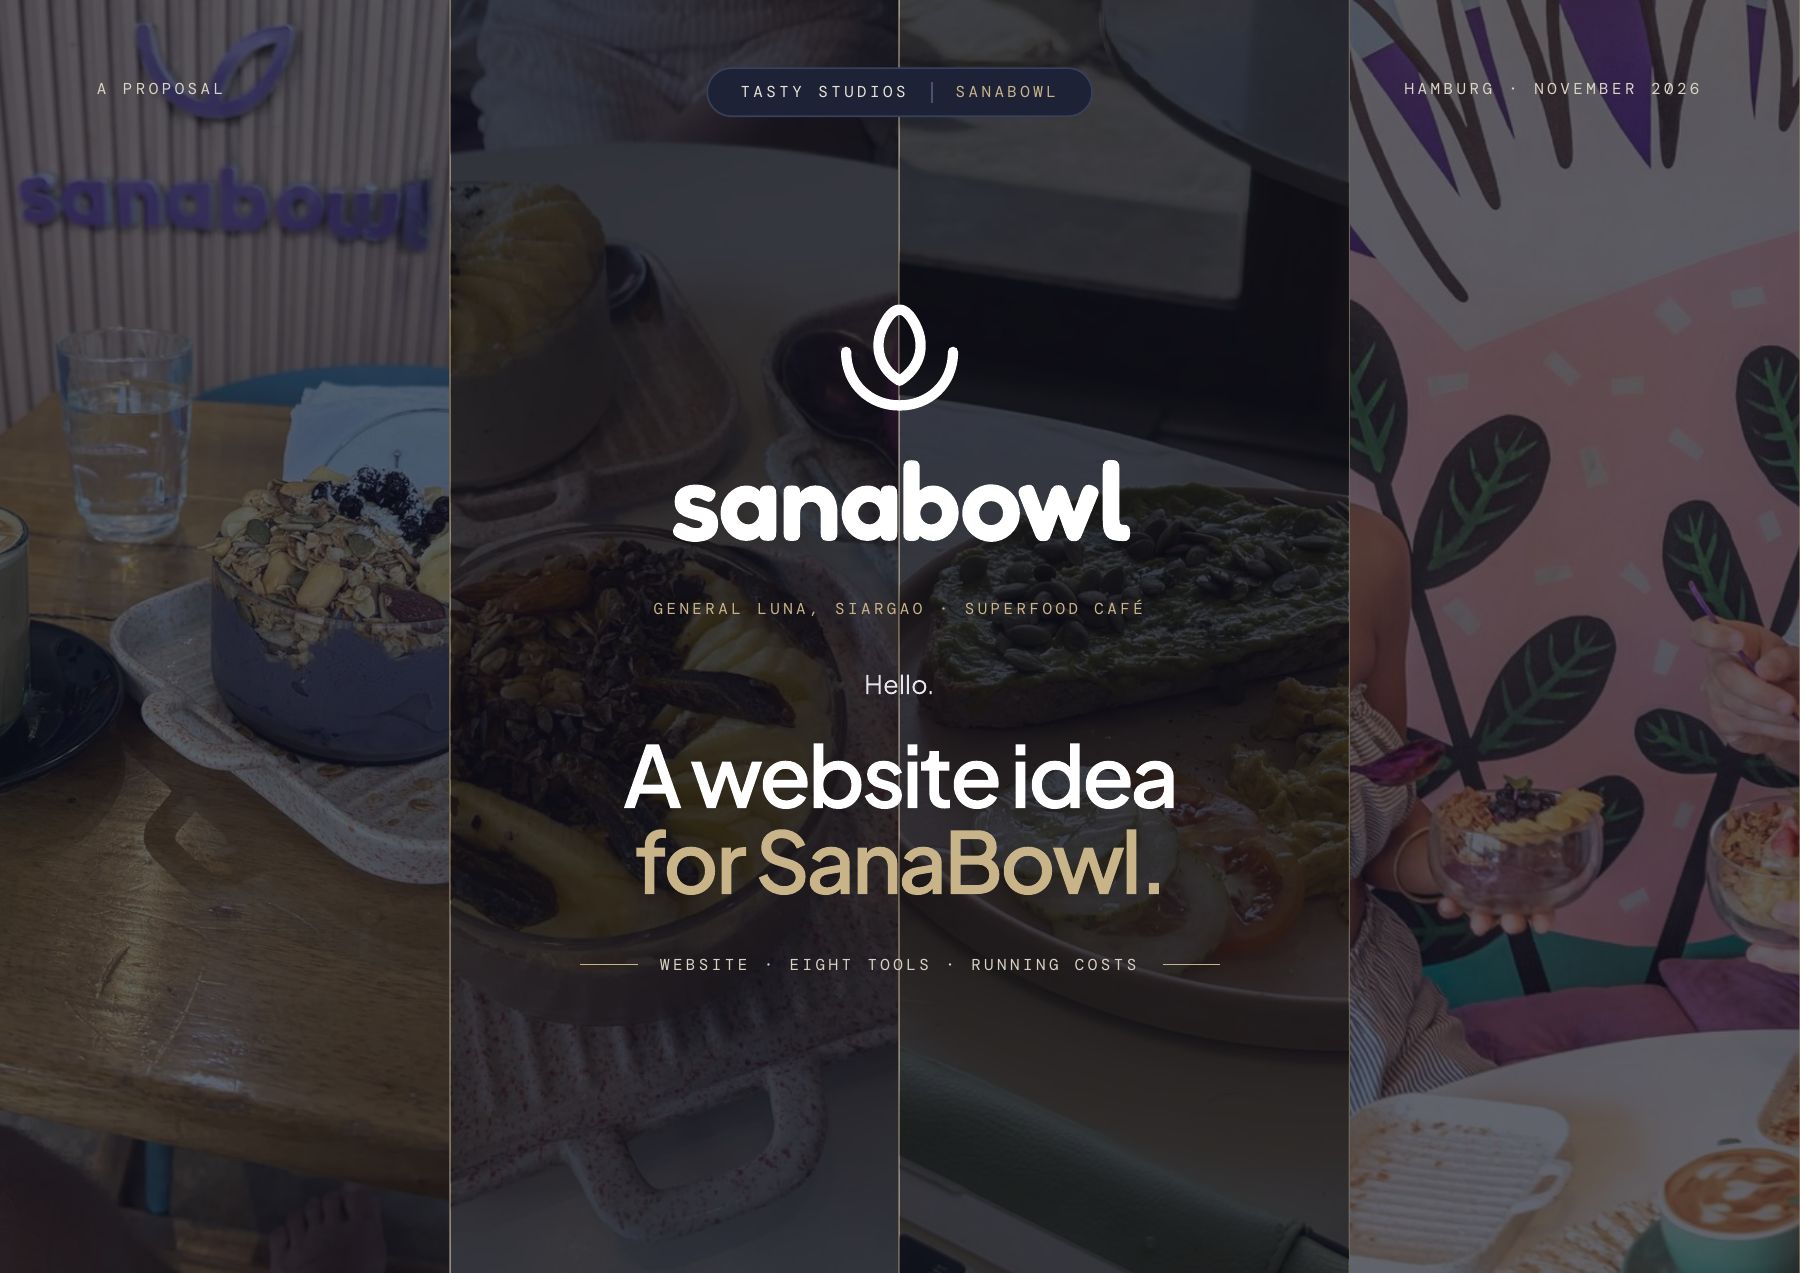 A PROPOSAL
TASTY STUDIOS | SANABOWL
HAMBURG · NOVEMBER 2026
sanabowl
sanabowl
GENERAL LUNA, SIARGAO · SUPERFOOD CAFÉ
Hello.
A website idea
for SanaBowl.
WEBSITE · EIGHT TOOLS · RUNNING COSTS